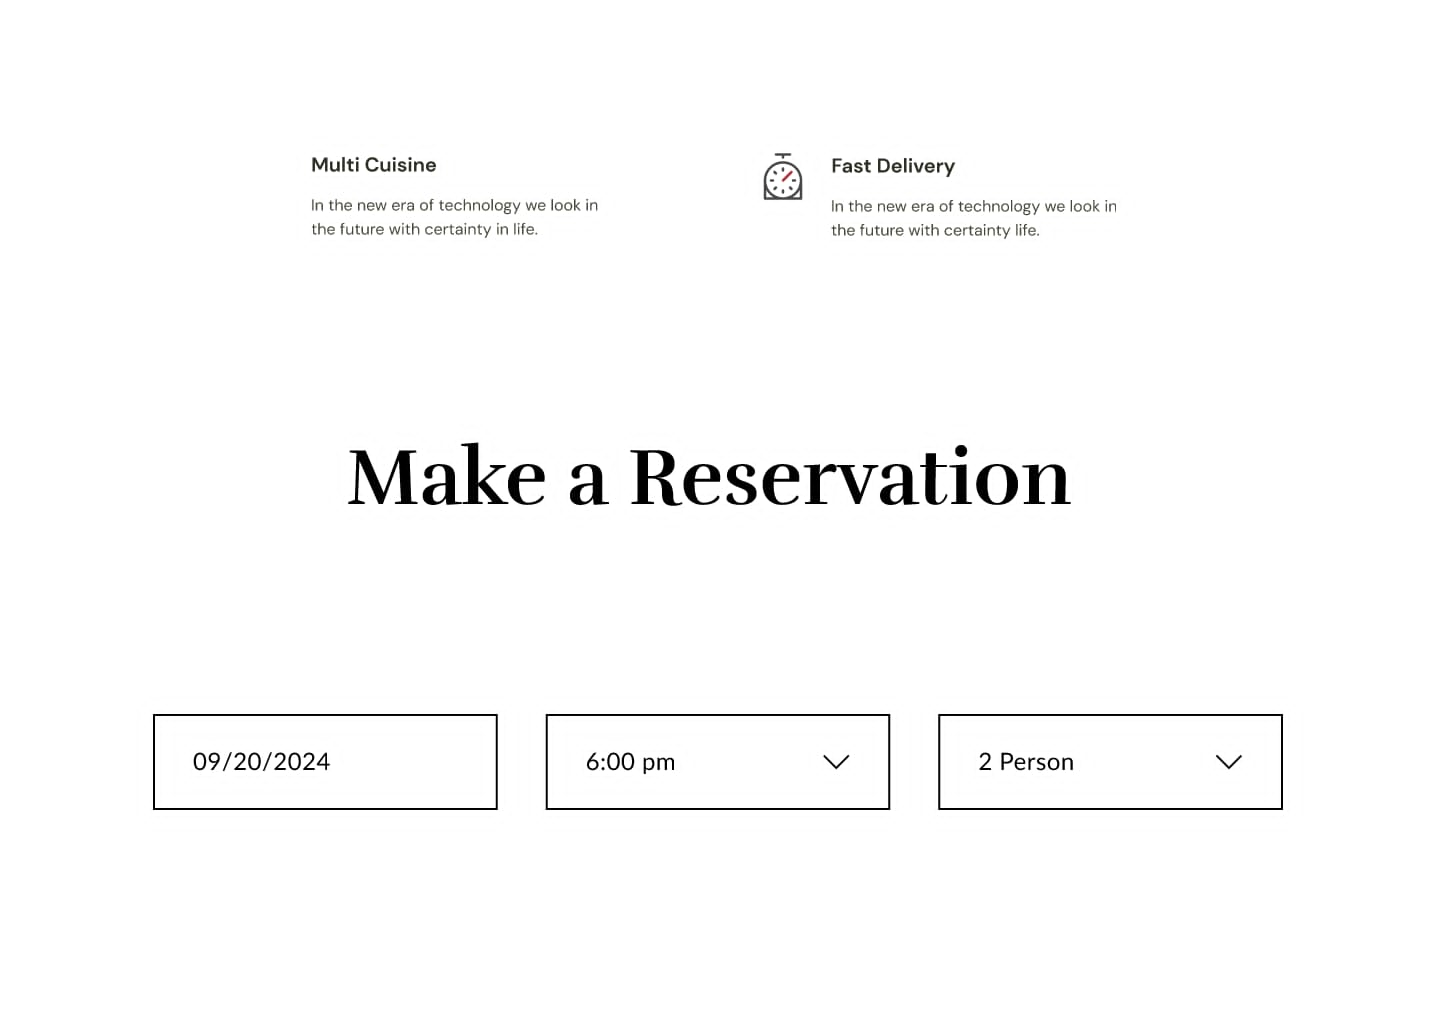 Multi Cuisine
In the new era of technology we look in
the future with certainty in life.
Fast Delivery
In the new era of technology we look in
the future with certainty life.
Make a Reservation
09/20/2024
6:00 pm
2 Person